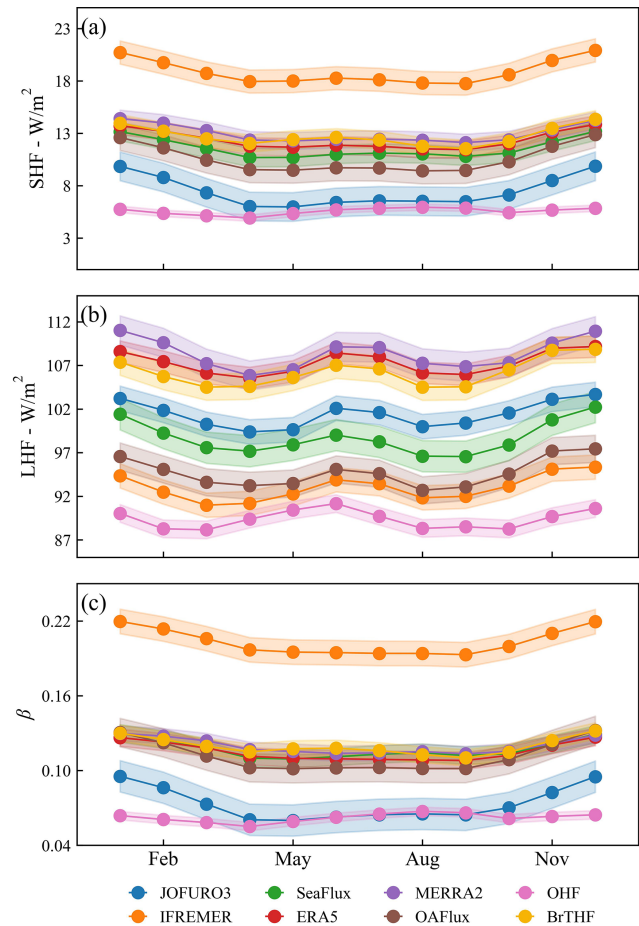 (a)
23
18
13
8
3
SHF - W/m²
(b)
112
107
102
97
92
87
LHF - W/m²
(c)
0.22
0.16
0.10
0.04
β
Feb May Aug Nov
JOFURO3 SeaFlux MERRA2 OHF
IFREMER ERA5 OAFlux BrTHF